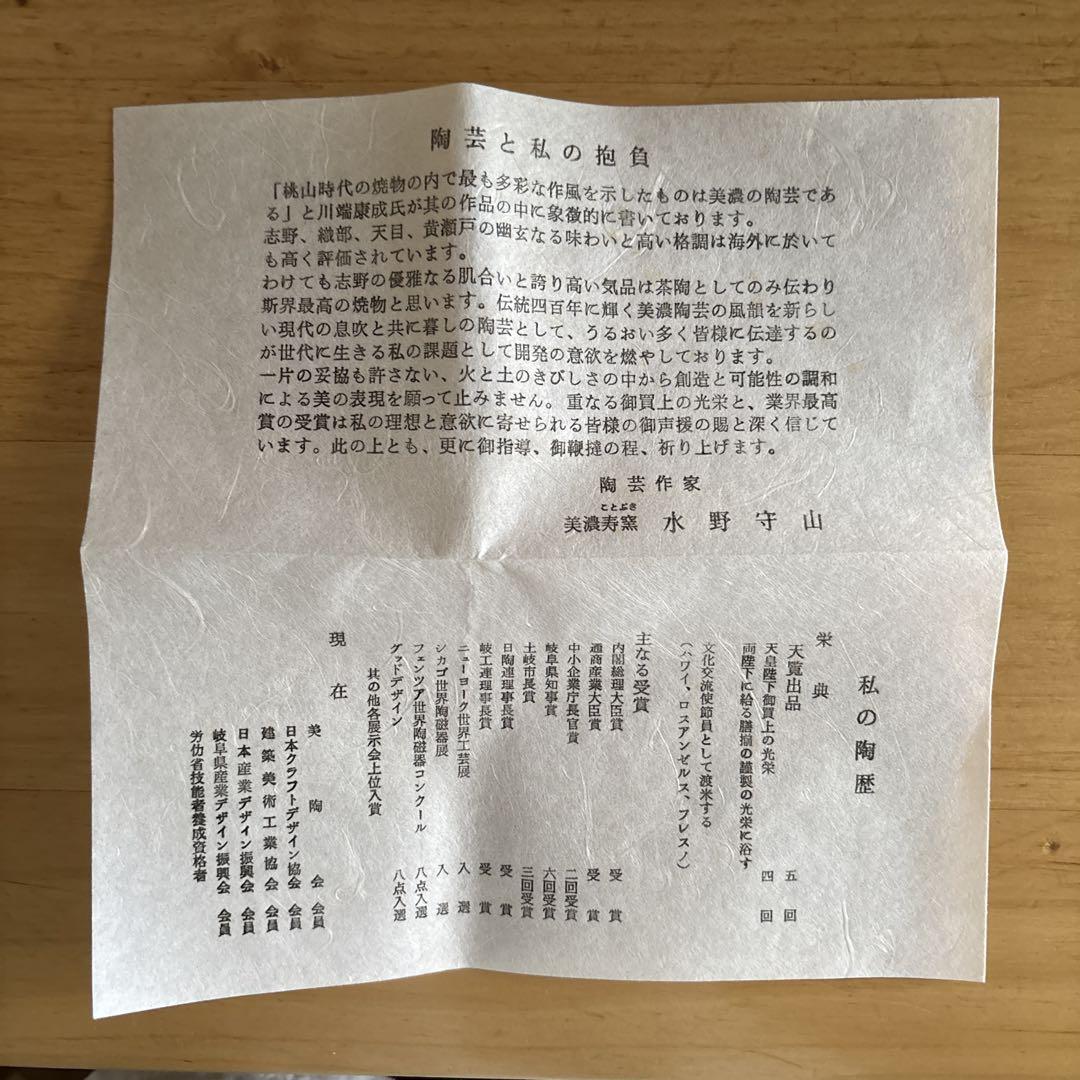 陶芸と私の抱負
「桃山時代の焼物の内で最も多彩な作風を示したものは美濃の陶芸であ
る」と川端康成氏が其の作品の中に象徴的に書いております。
志野、織部、天目、黄瀬戸の幽玄なる味わいと高い格調は海外に於いて
も高く評価されています。
わけても志野の優雅なる肌合いと誇り高い気品は茶陶としてのみ伝わり
斯界最高の焼物と思います。伝統四百年に輝く美濃陶芸の風韻を新らし
い現代の息吹と共に暮しの陶芸として、うるおい多く皆様に伝達するの
が世代に生きる私の課題として開発の意欲を燃やしております。
一片の妥協も許さない、火と土のきびしさの中から創造と可能性の調和
による美の表現を願って止みません。重なる御買上の光栄と、業界最高
賞の受賞は私の理想と意欲に寄せられる皆様の御声援の賜と深く信じて
います。此の上とも、更に御指導、御鞭撻の程、祈り上げます。
陶芸作家
ことぶき
美濃寿窯 水野守山
私の陶歴
栄典
天覧出品 五回
天皇陛下御買上の光栄 四回
両陛下に給る膳揃の謹製の光栄に浴す
文化交流使節員として渡米する
(ハワイ、ロスアンゼルス、フレスノ)
主なる受賞
内閣総理大臣賞 受賞
通商産業大臣賞 受賞
中小企業庁長官賞 二回受賞
岐阜県知事賞 六回受賞
土岐市長賞 三回受賞
日陶連理事長賞 受賞
岐工連理事長賞 受賞
ニューヨーク世界工芸展 入選
シカゴ世界陶磁器展 入選
フェンツア世界陶磁器コンクール 八点入選
グッドデザイン 八点入選
其の他各展示会上位入賞
現在
美陶会会員
日本クラフトデザイン協会会員
建築美術工業協会会員
日本産業デザイン振興会会員
岐阜県産業デザイン振興会会員
労仂省技能者養成資格者